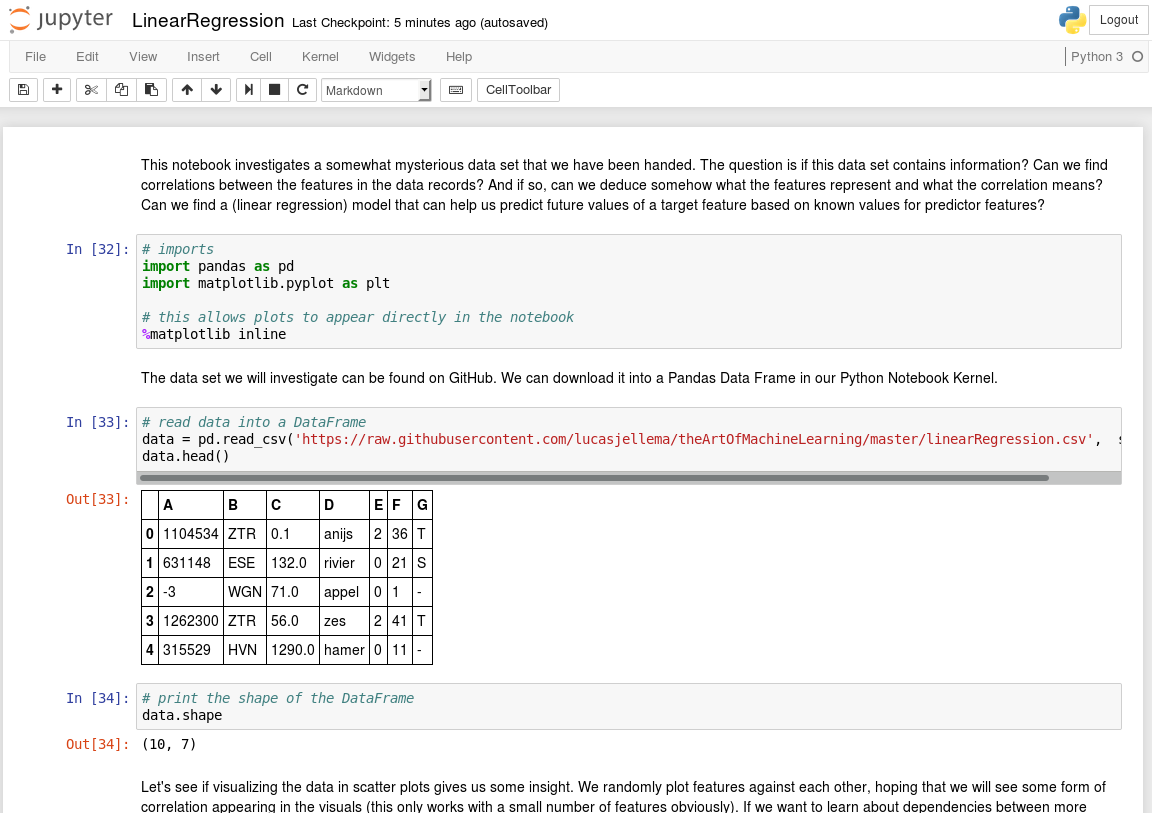 jupyter LinearRegression Last Checkpoint: 5 minutes ago (autosaved) Logout
File Edit View Insert Cell Kernel Widgets Help Python 3
Markdown CellToolbar
This notebook investigates a somewhat mysterious data set that we have been handed. The question is if this data set contains information? Can we find
correlations between the features in the data records? And if so, can we deduce somehow what the features represent and what the correlation means?
Can we find a (linear regression) model that can help us predict future values of a target feature based on known values for predictor features?
In [32]: # imports
import pandas as pd
import matplotlib.pyplot as plt
# this allows plots to appear directly in the notebook
%matplotlib inline
The data set we will investigate can be found on GitHub. We can download it into a Pandas Data Frame in our Python Notebook Kernel.
In [33]: # read data into a DataFrame
data = pd.read_csv('https://raw.githubusercontent.com/lucasjellema/theArtOfMachineLearning/master/linearRegression.csv',
data.head()
Out[33]: A B C D E F G
0 1104534 ZTR 0.1 anijs 2 36 T
1 631148 ESE 132.0 rivier 0 21 S
2 -3 WGN 71.0 appel 0 1 -
3 1262300 ZTR 56.0 zes 2 41 T
4 315529 HVN 1290.0 hamer 0 11 -
In [34]: # print the shape of the DataFrame
data.shape
Out[34]: (10, 7)
Let's see if visualizing the data in scatter plots gives us some insight. We randomly plot features against each other, hoping that we will see some form of
correlation appearing in the visuals (this only works with a small number of features obviously). If we want to learn about dependencies between more